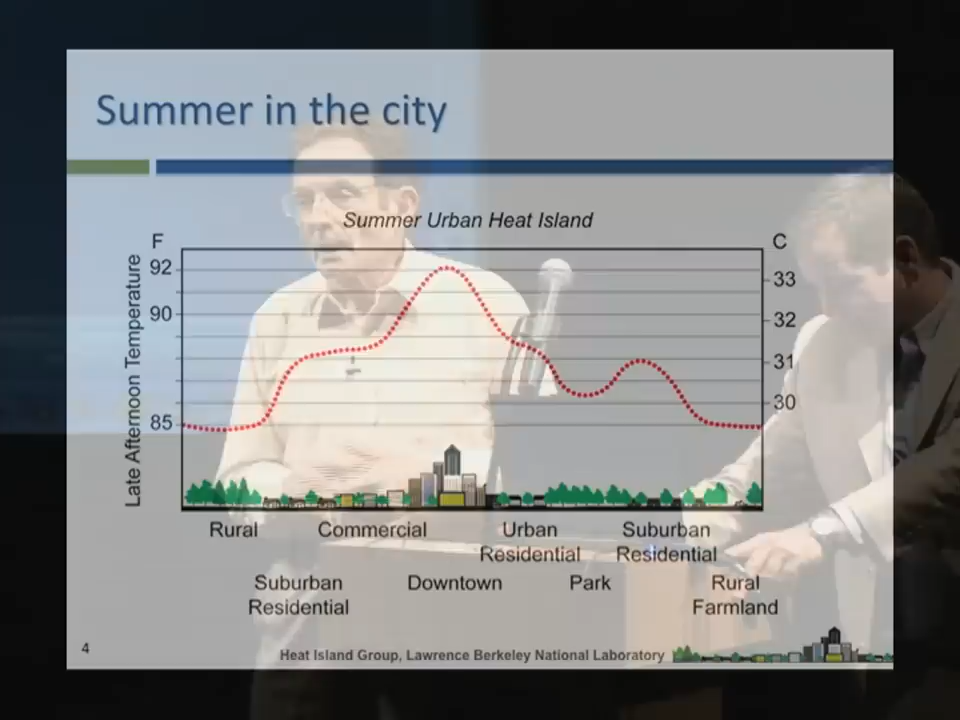 Summer in the city
Summer Urban Heat Island
F
C
Late Afternoon Temperature
92
90
85
33
32
31
30
Rural
Commercial
Urban
Residential
Suburban
Residential
Suburban
Residential
Downtown
Park
Rural
Farmland
4
Heat Island Group, Lawrence Berkeley National Laboratory